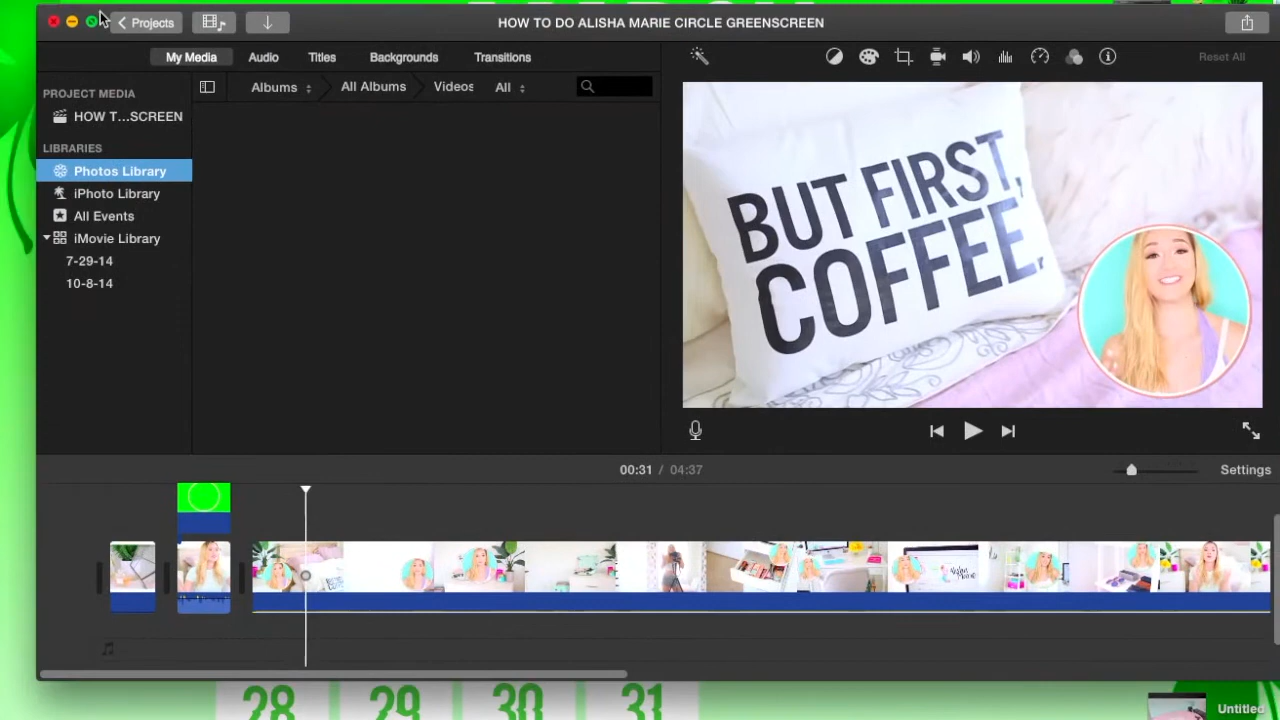 Projects
HOW TO DO ALISHA MARIE CIRCLE GREENSCREEN
My Media
Audio
Titles
Backgrounds
Transitions
Reset All
PROJECT MEDIA
HOW T...SCREEN
LIBRARIES
Photos Library
iPhoto Library
All Events
iMovie Library
7-29-14
10-8-14
Albums
All Albums
Videos
All
BUT FIRST,
COFFEE,
00:31 / 04:37
Settings
28 29 30 31
Untitled